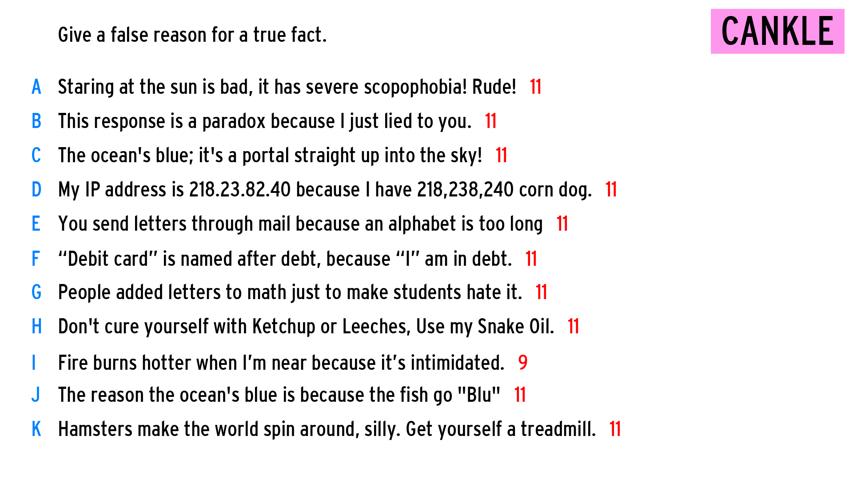 Give a false reason for a true fact.
CANKLE
A Staring at the sun is bad, it has severe scopophobia! Rude! 11
B This response is a paradox because I just lied to you. 11
C The ocean's blue; it's a portal straight up into the sky! 11
D My IP address is 218.23.82.40 because I have 218,238,240 corn dog. 11
E You send letters through mail because an alphabet is too long 11
F “Debit card” is named after debt, because “I” am in debt. 11
G People added letters to math just to make students hate it. 11
H Don't cure yourself with Ketchup or Leeches, Use my Snake Oil. 11
I Fire burns hotter when I’m near because it’s intimidated. 9
J The reason the ocean's blue is because the fish go "Blu" 11
K Hamsters make the world spin around, silly. Get yourself a treadmill. 11